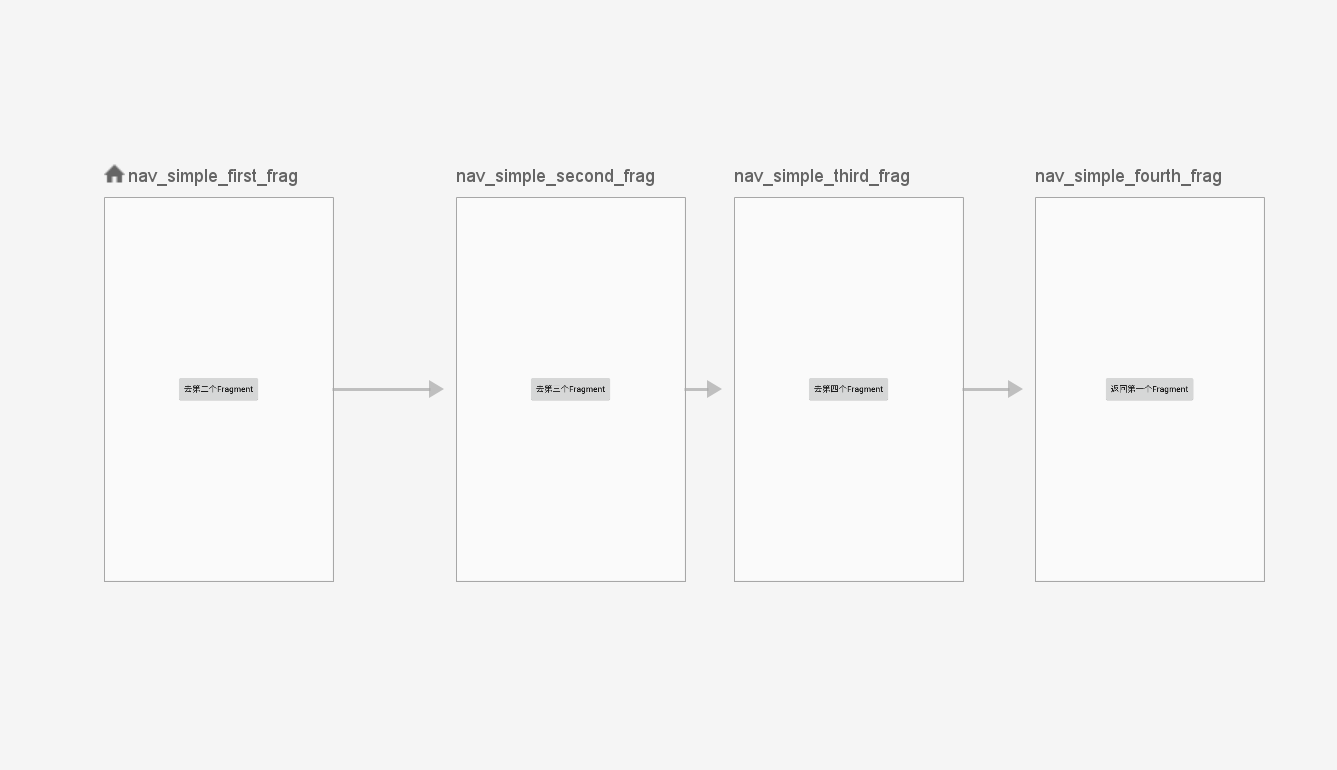 nav_simple_first_frag
nav_simple_second_frag
nav_simple_third_frag
nav_simple_fourth_frag
去第二个Fragment
去第三个Fragment
去第四个Fragment
返回第一个Fragment